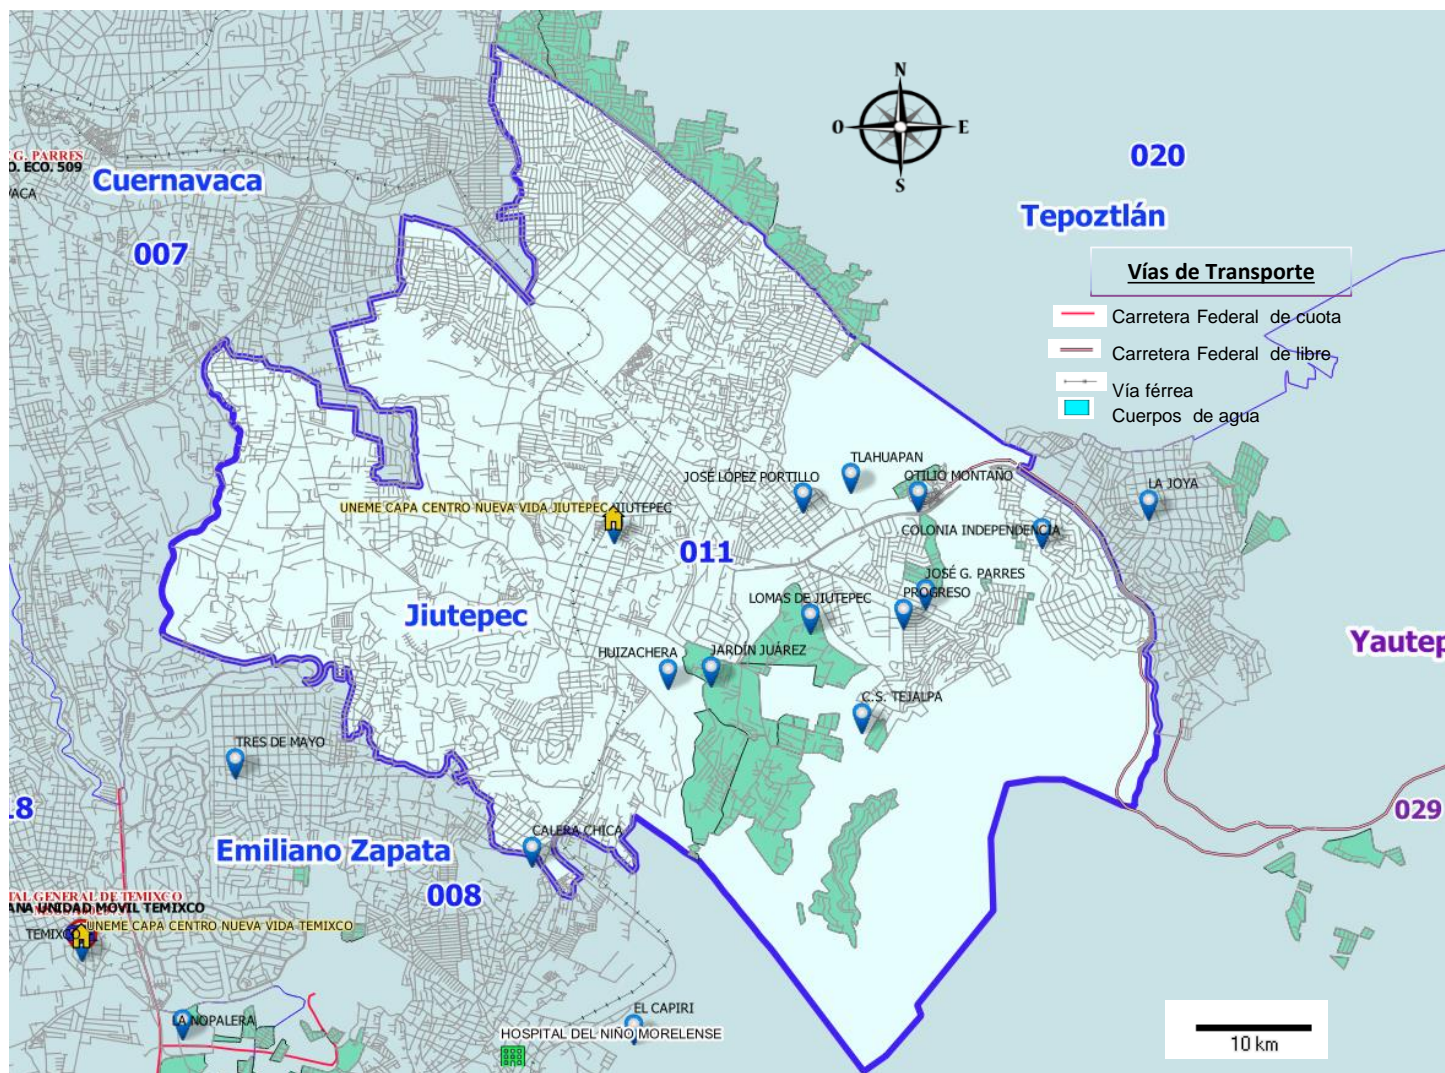 N
O
E
S
020
Tepoztlán
G. PARRES
O. ECO. 509
VACA
Cuernavaca
007
Vías de Transporte
Carretera Federal de cuota
Carretera Federal de libre
Vía férrea
Cuerpos de agua
TLAHUAPAN
JOSÉ LÓPEZ PORTILLO
OTILIO MONTAÑO
LA JOYA
UNEME CAPA CENTRO NUEVA VIDA JIUTEPEC
JIUTEPEC
COLONIA INDEPENDENCIA
011
JOSÉ G. PARRES
PROGRESO
LOMAS DE JIUTEPEC
Jiutepec
HUIZACHERA
JARDÍN JUÁREZ
Yautep
C.S. TEJALPA
TRES DE MAYO
18
029
CALERA CHICA
Emiliano Zapata
008
TAL GENERAL DE TEMIXCO
ANA UNIDAD MÓVIL TEMIXCO
UNEME CAPA CENTRO NUEVA VIDA TEMIXCO
TEMIXCO
EL CAPIRI
LA NOPALERA
HOSPITAL DEL NIÑO MORELENSE
10 km